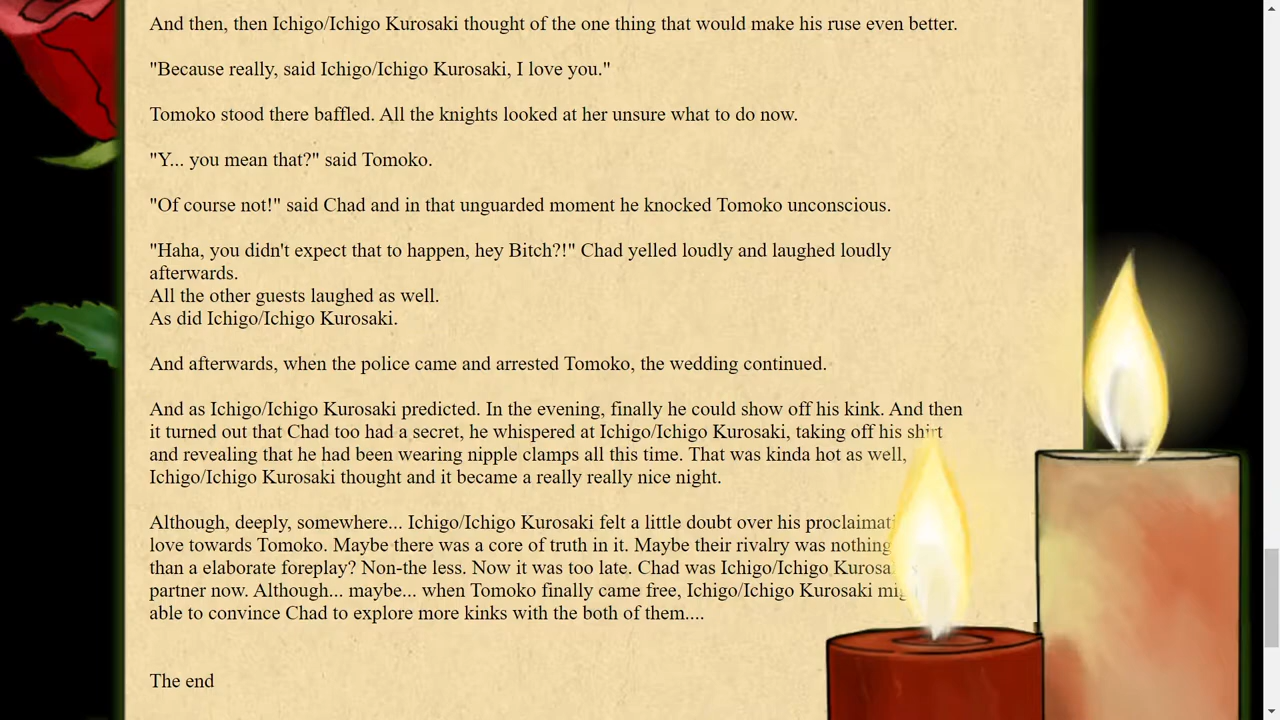 And then, then Ichigo/Ichigo Kurosaki thought of the one thing that would make his ruse even better.
"Because really, said Ichigo/Ichigo Kurosaki, I love you."
Tomoko stood there baffled. All the knights looked at her unsure what to do now.
"Y... you mean that?" said Tomoko.
"Of course not!" said Chad and in that unguarded moment he knocked Tomoko unconscious.
"Haha, you didn't expect that to happen, hey Bitch?!" Chad yelled loudly and laughed loudly
afterwards.
All the other guests laughed as well.
As did Ichigo/Ichigo Kurosaki.
And afterwards, when the police came and arrested Tomoko, the wedding continued.
And as Ichigo/Ichigo Kurosaki predicted. In the evening, finally he could show off his kink. And then
it turned out that Chad too had a secret, he whispered at Ichigo/Ichigo Kurosaki, taking off his shirt
and revealing that he had been wearing nipple clamps all this time. That was kinda hot as well,
Ichigo/Ichigo Kurosaki thought and it became a really really nice night.
Although, deeply, somewhere... Ichigo/Ichigo Kurosaki felt a little doubt over his
love towards Tomoko. Maybe there was a core of truth in it. Maybe their rivalry was nothing
than a elaborate foreplay? Non-the less. Now it was too late. Chad was
partner now. Although... maybe... when Tomoko finally came free, Ichigo/Ichigo Kurosaki
able to convince Chad to explore more kinks with the both of them....
The end